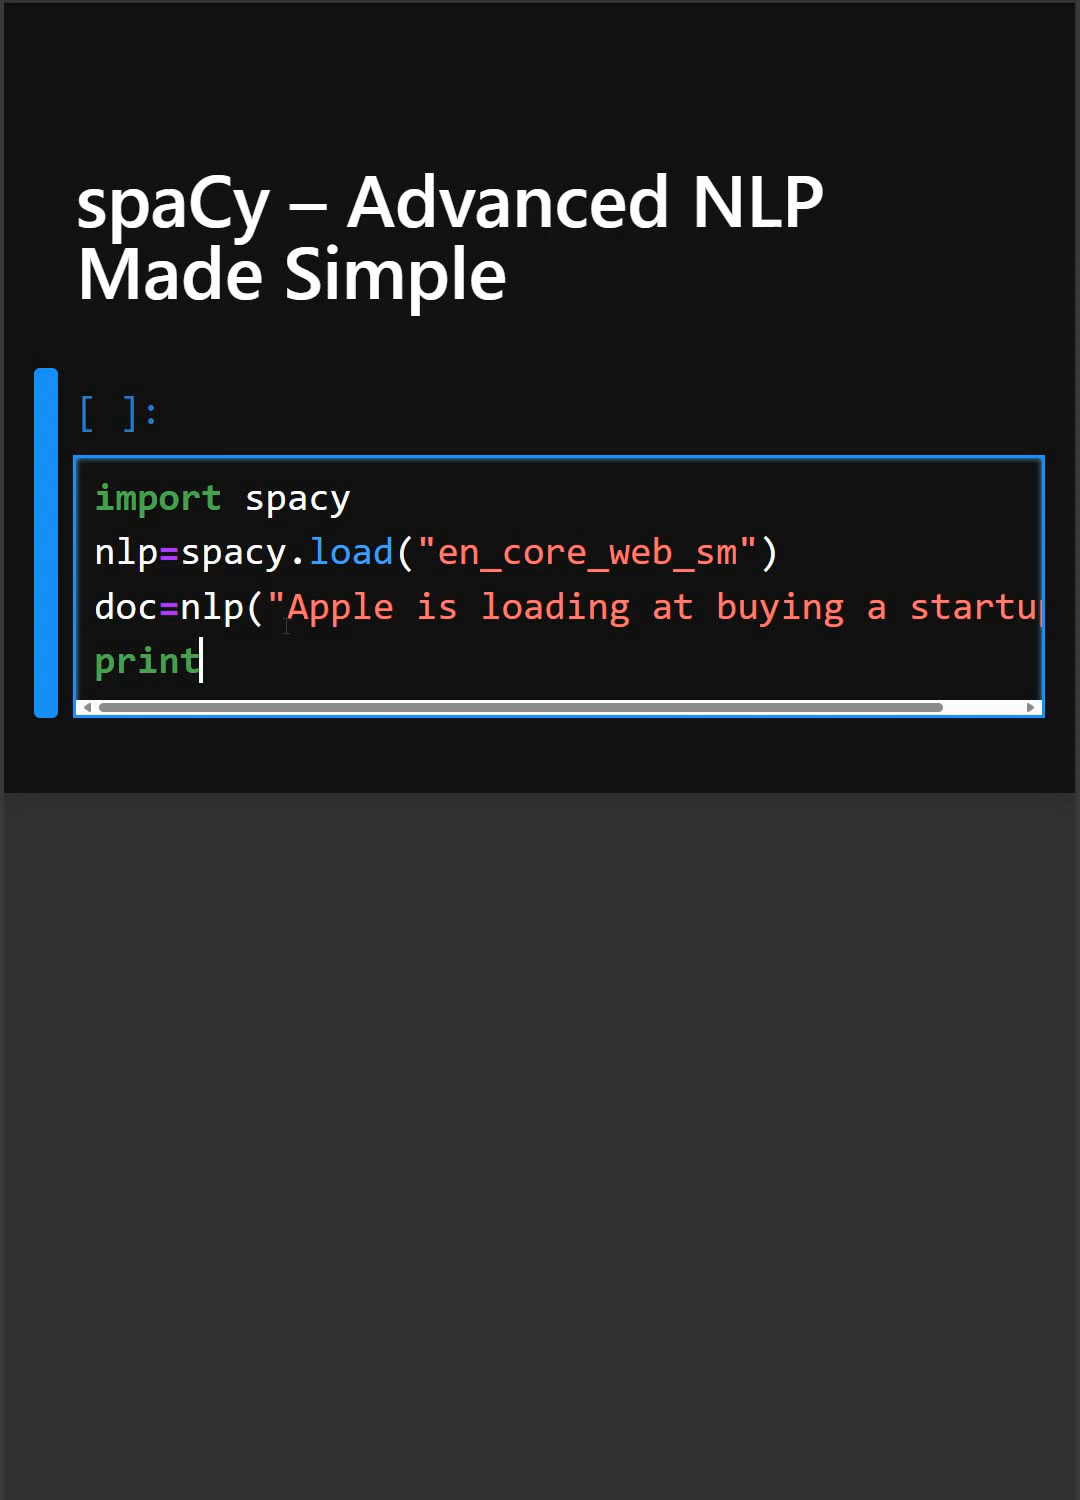 spaCy – Advanced NLP
Made Simple
[ ]:
import spacy
nlp=spacy.load("en_core_web_sm")
doc=nlp("Apple is loading at buying a startup
print